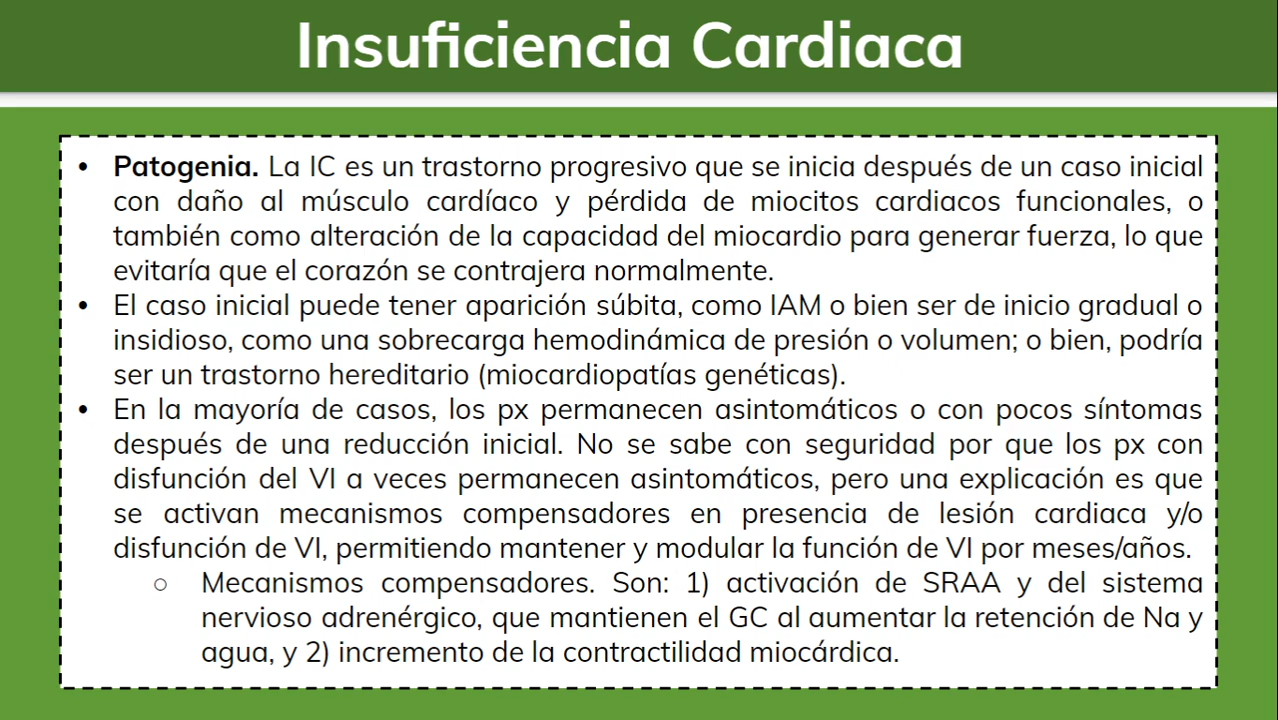 Insuficiencia Cardiaca
• Patogenia. La IC es un trastorno progresivo que se inicia después de un caso inicial
con daño al músculo cardíaco y pérdida de miocitos cardiacos funcionales, o
también como alteración de la capacidad del miocardio para generar fuerza, lo que
evitaría que el corazón se contrajera normalmente.
• El caso inicial puede tener aparición súbita, como IAM o bien ser de inicio gradual o
insidioso, como una sobrecarga hemodinámica de presión o volumen; o bien, podría
ser un trastorno hereditario (miocardiopatías genéticas).
• En la mayoría de casos, los px permanecen asintomáticos o con pocos síntomas
después de una reducción inicial. No se sabe con seguridad por que los px con
disfunción del VI a veces permanecen asintomáticos, pero una explicación es que
se activan mecanismos compensadores en presencia de lesión cardiaca y/o
disfunción de VI, permitiendo mantener y modular la función de VI por meses/años.
○ Mecanismos compensadores. Son: 1) activación de SRAA y del sistema
nervioso adrenérgico, que mantienen el GC al aumentar la retención de Na y
agua, y 2) incremento de la contractilidad miocárdica.